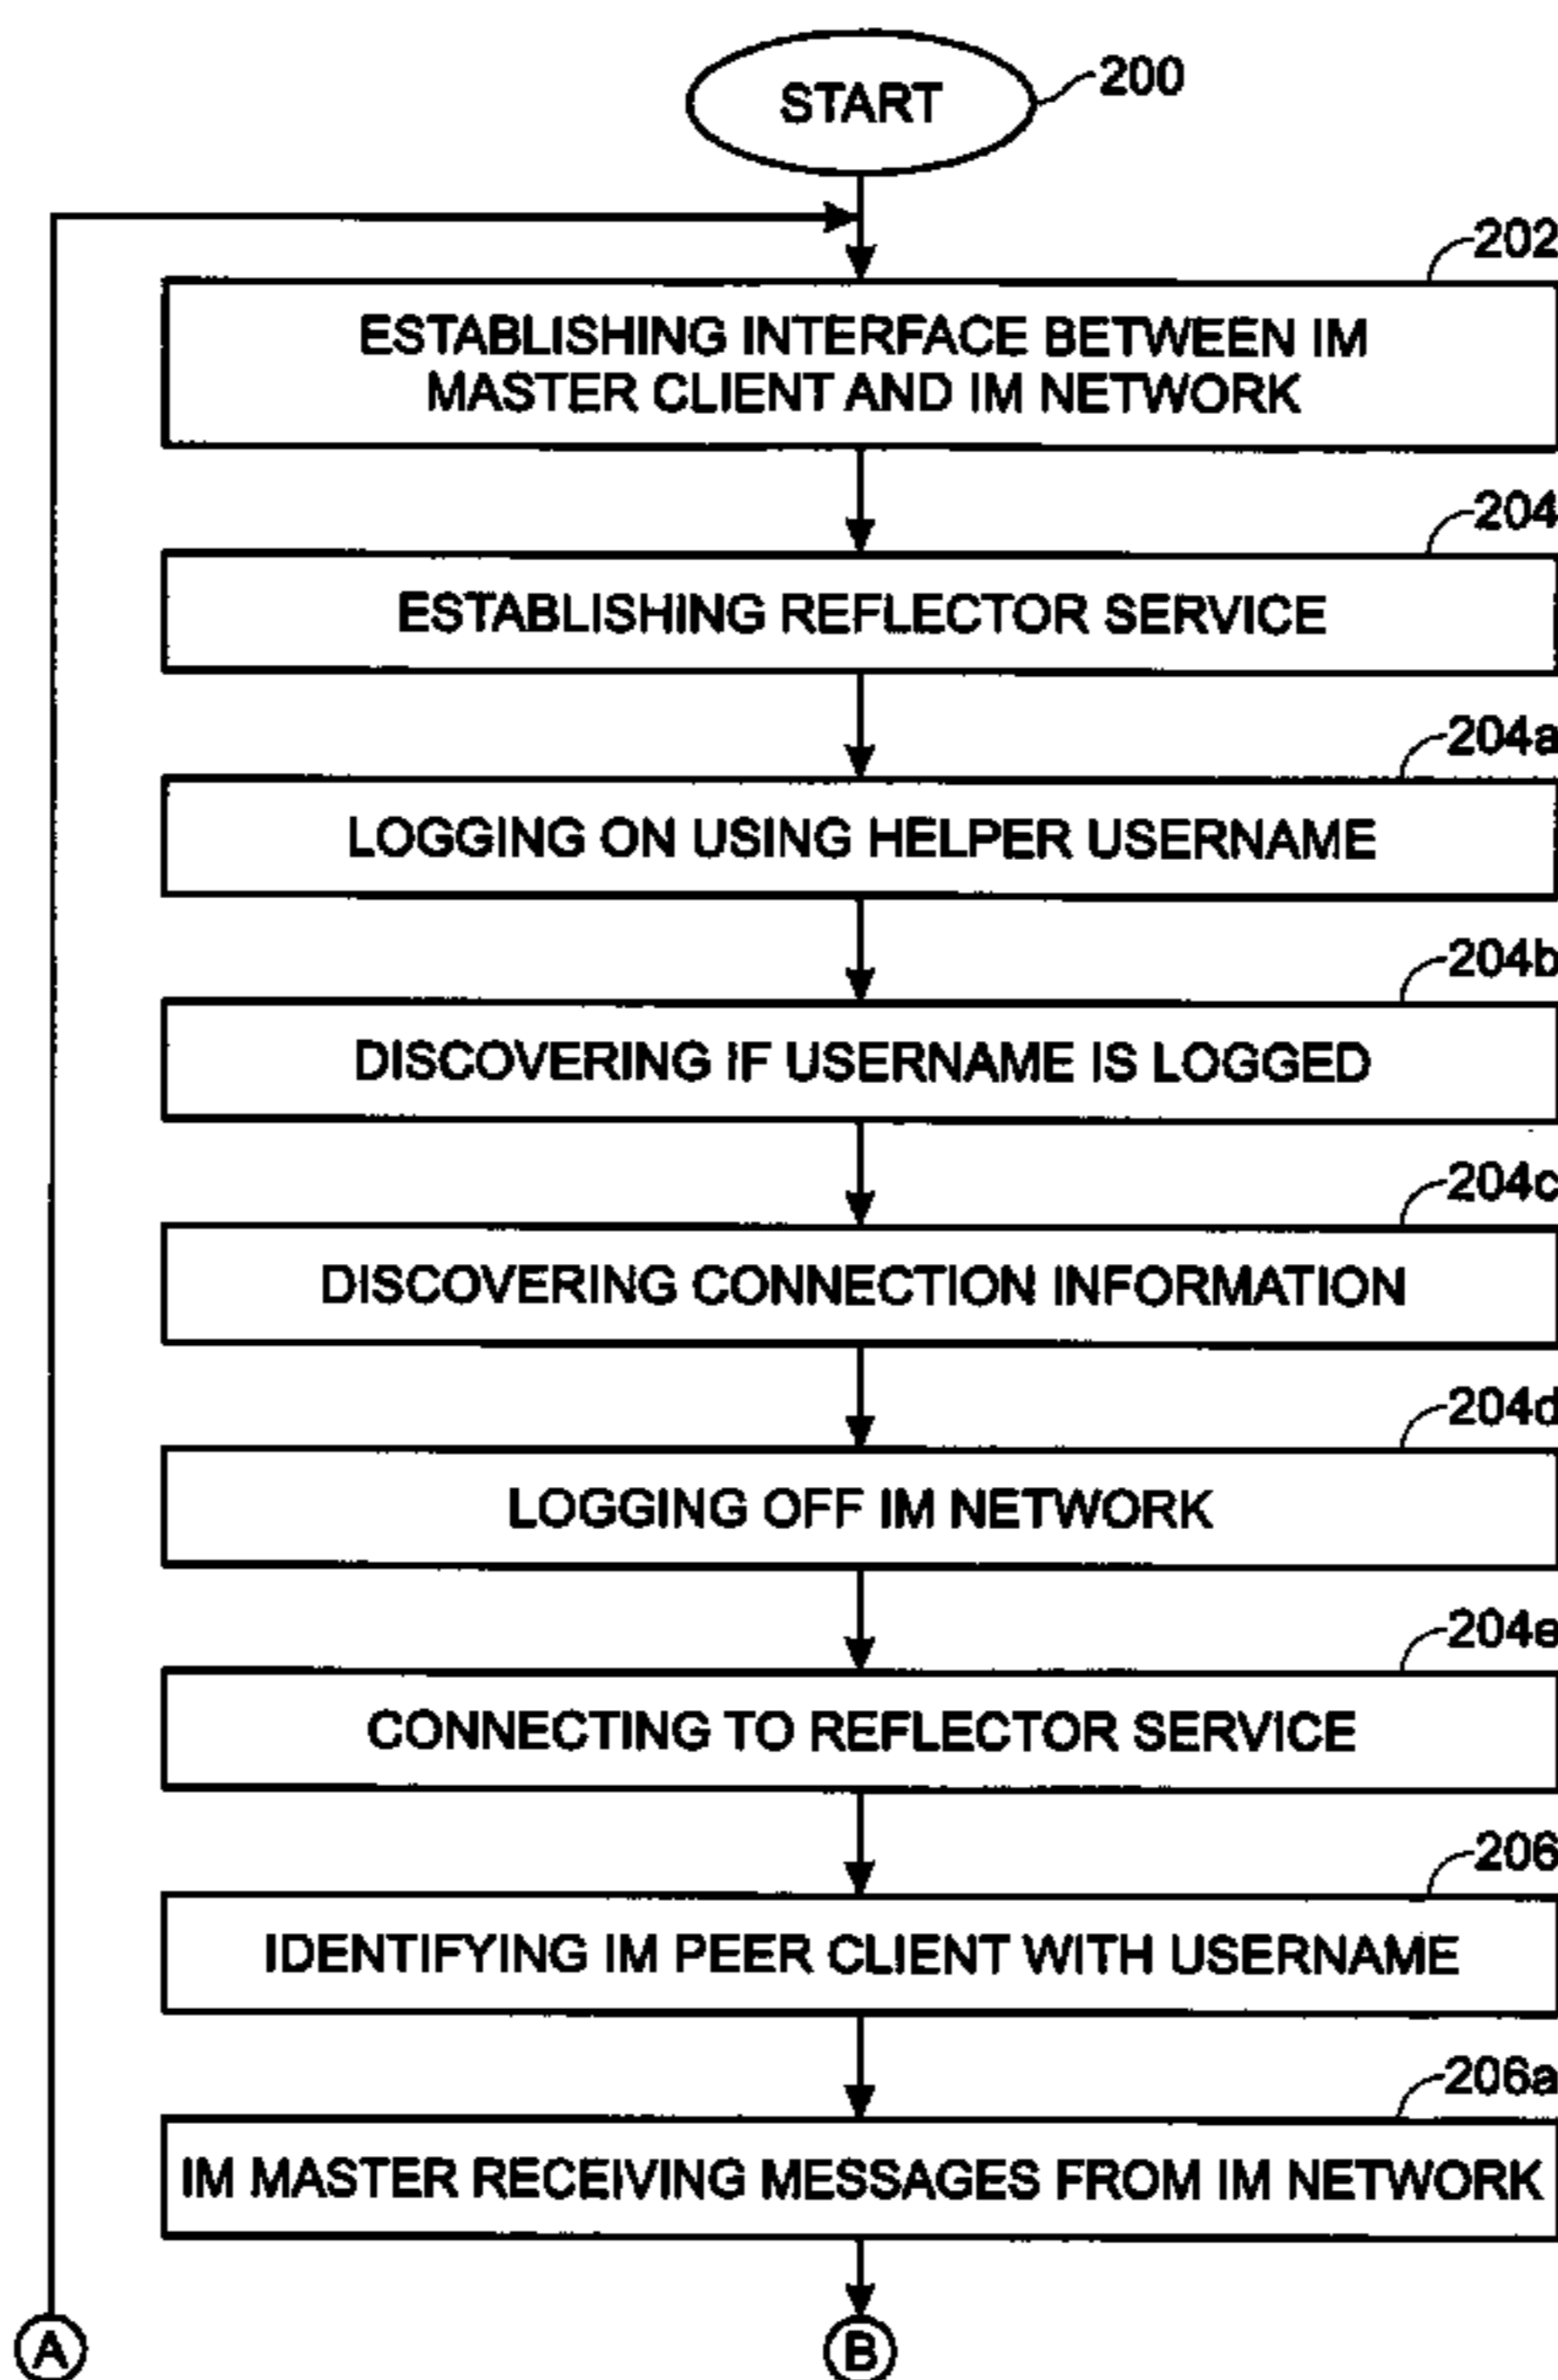 START
200
202
ESTABLISHING INTERFACE BETWEEN IM
MASTER CLIENT AND IM NETWORK
204
ESTABLISHING REFLECTOR SERVICE
204a
LOGGING ON USING HELPER USERNAME
204b
DISCOVERING IF USERNAME IS LOGGED
204c
DISCOVERING CONNECTION INFORMATION
204d
LOGGING OFF IM NETWORK
204e
CONNECTING TO REFLECTOR SERVICE
206
IDENTIFYING IM PEER CLIENT WITH USERNAME
206a
IM MASTER RECEIVING MESSAGES FROM IM NETWORK
A
B